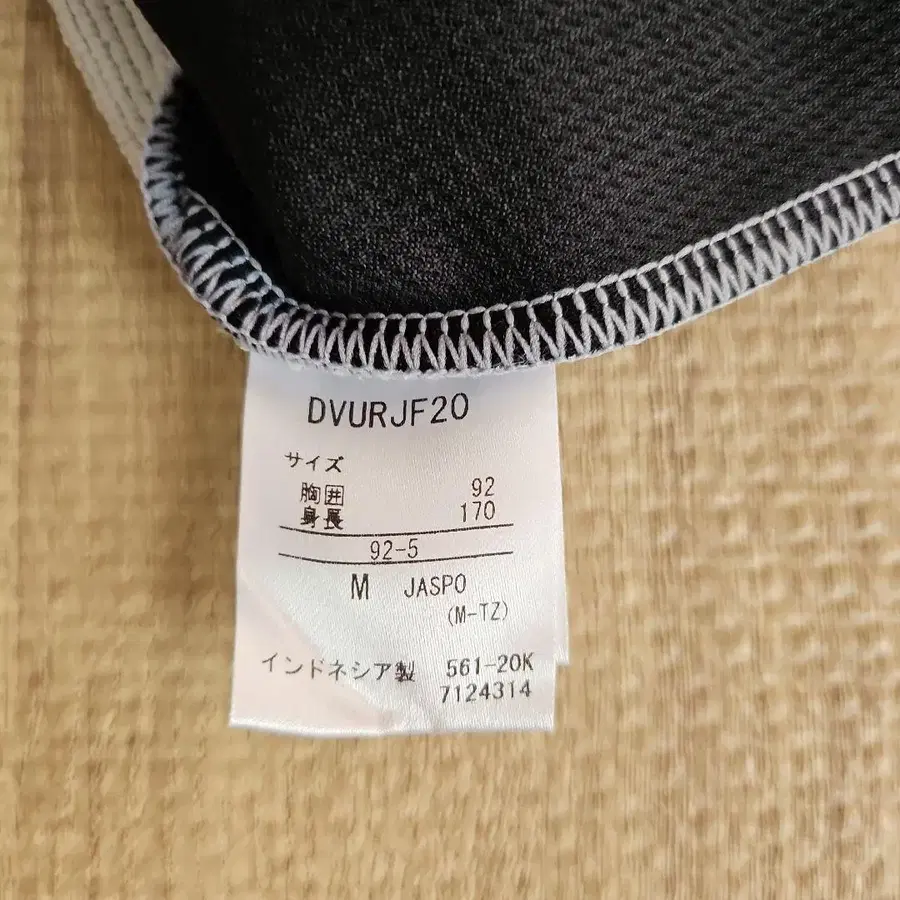 DVURJF20
サイズ
胸囲 92
身長 170
92-5
M JASPO
(M-TZ)
インドネシア製 561-20K
7124314